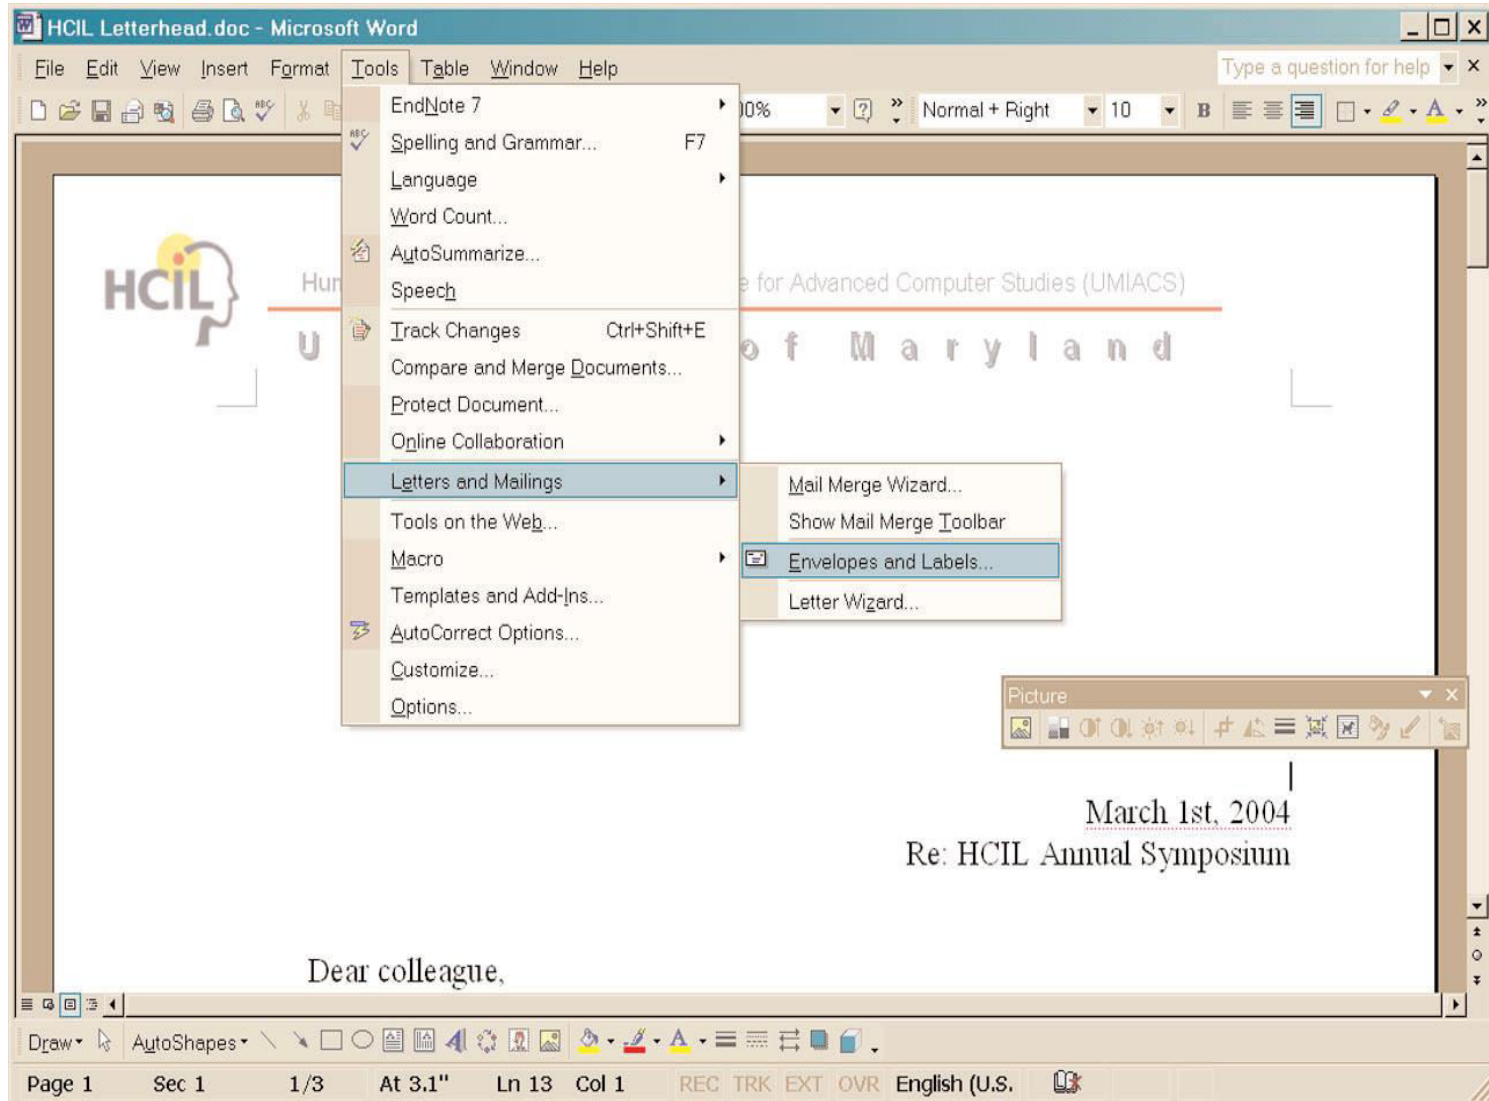 HCIL Letterhead.doc - Microsoft Word
File Edit View Insert Format Tools Table Window Help Type a question for help
00% Normal + Right 10 B A
EndNote 7
Spelling and Grammar... F7
Language
Word Count...
AutoSummarize...
Speech
Track Changes Ctrl+Shift+E
Compare and Merge Documents...
Protect Document...
Online Collaboration
Letters and Mailings
Tools on the Web...
Macro
Templates and Add-Ins...
AutoCorrect Options...
Customize...
Options...
Mail Merge Wizard...
Show Mail Merge Toolbar
Envelopes and Labels...
Letter Wizard...
HCIL
Hum e for Advanced Computer Studies (UMIACS)
U of Maryland
Picture
March 1st, 2004
Re: HCIL Annual Symposium
Dear colleague,
Draw AutoShapes A
Page 1 Sec 1 1/3 At 3.1" Ln 13 Col 1 REC TRK EXT OVR English (U.S.